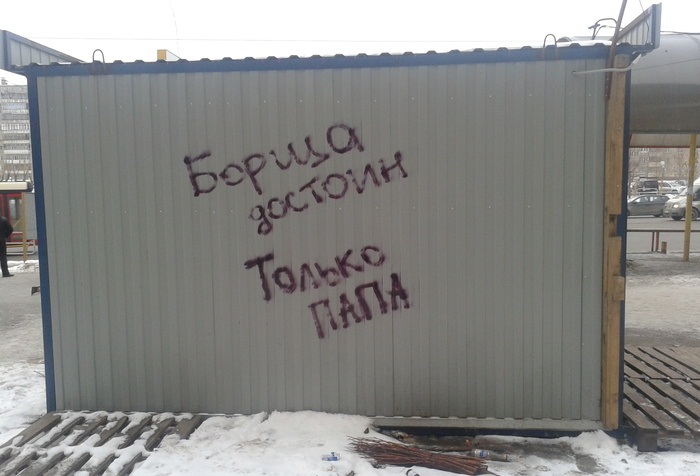 Борща
достоин
Только
ПАПА